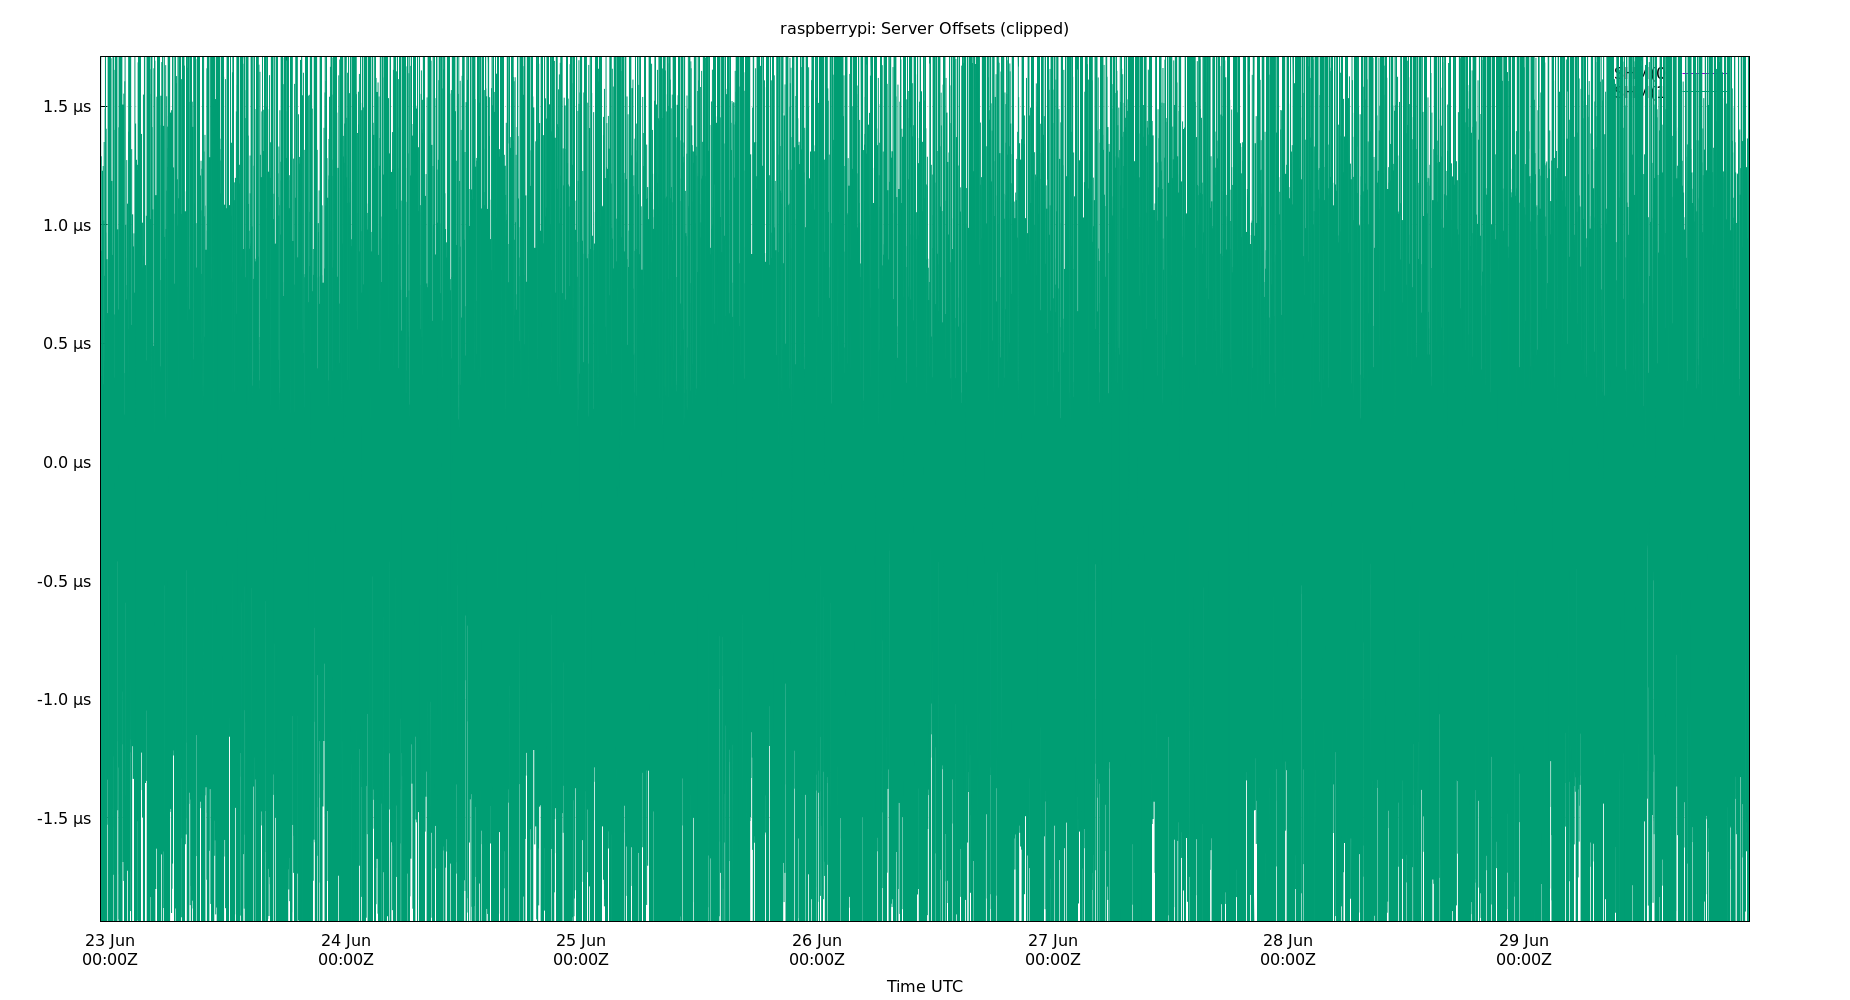 raspberrypi: Server Offsets (clipped)
1.5 µs
1.0 µs
0.5 µs
0.0 µs
-0.5 µs
-1.0 µs
-1.5 µs
23 Jun 24 Jun 25 Jun 26 Jun 27 Jun 28 Jun 29 Jun
00:00Z 00:00Z 00:00Z 00:00Z 00:00Z 00:00Z 00:00Z
Time UTC